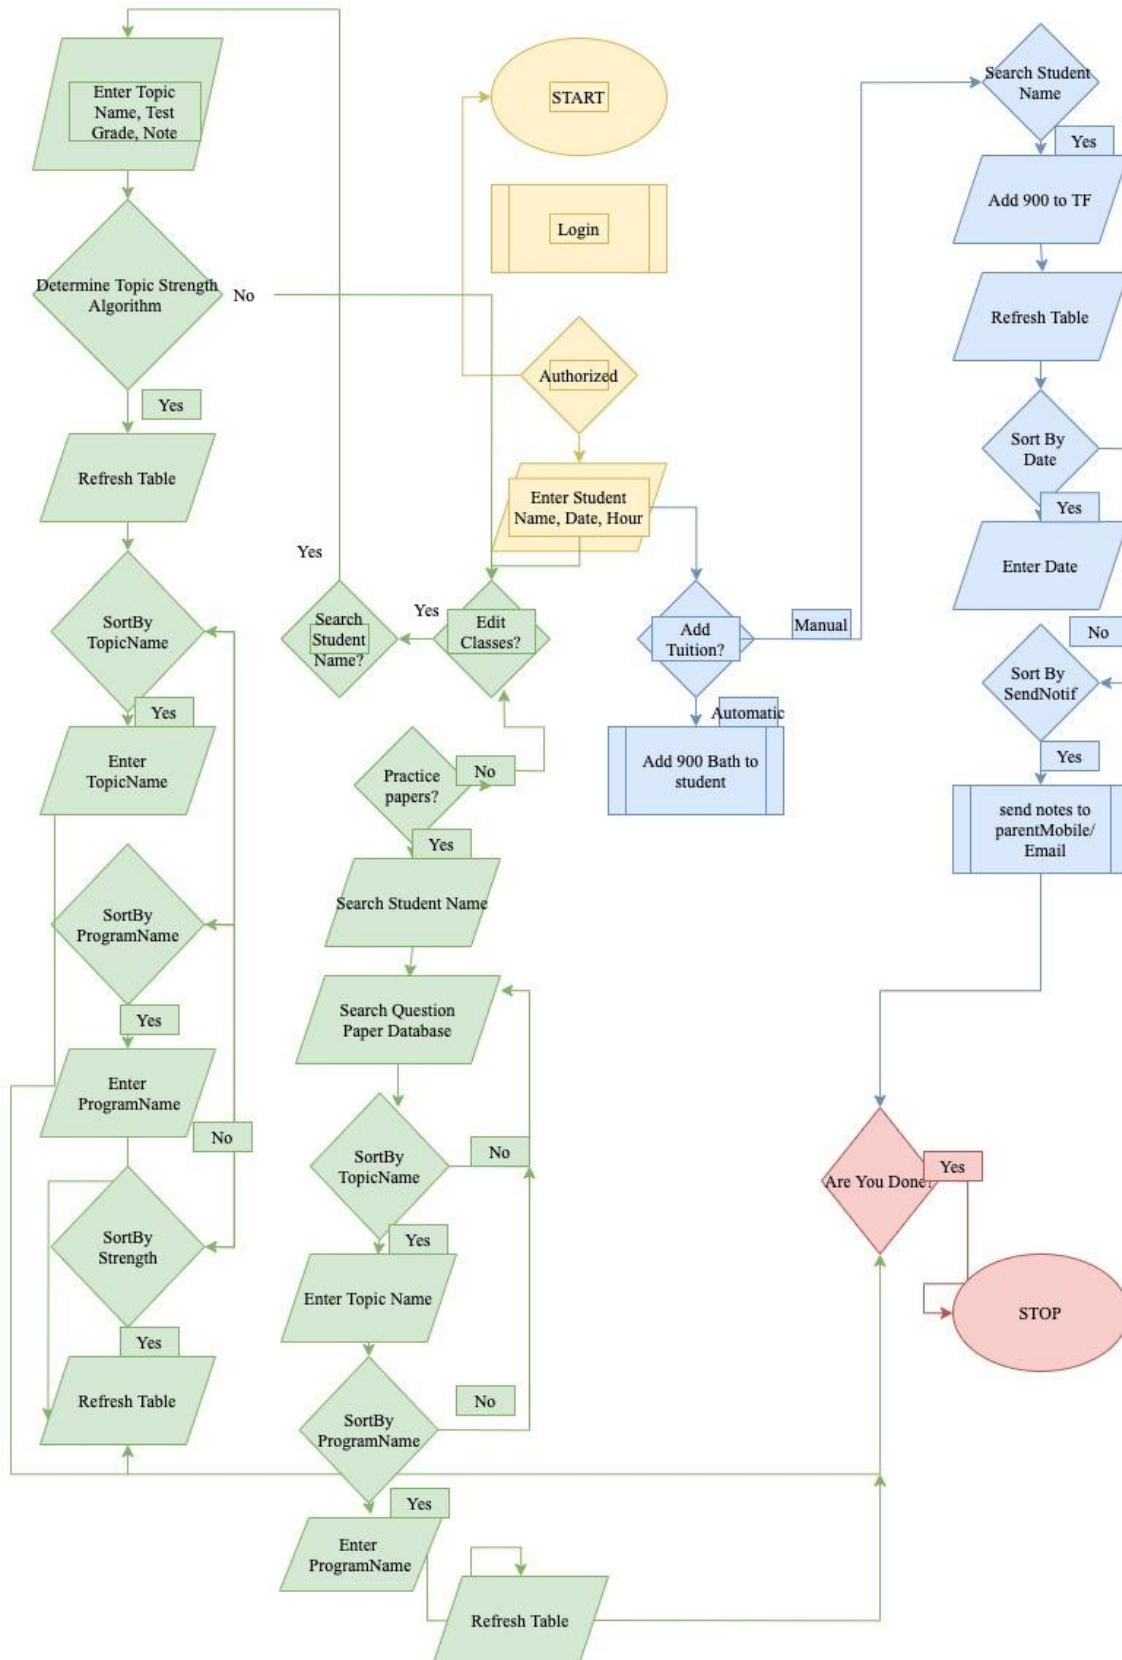 Enter Topic
Name, Test
Grade, Note
Determine Topic Strength
Algorithm
No
Yes
Refresh Table
SortBy
TopicName
Yes
Enter
TopicName
SortBy
ProgramName
Yes
Enter
ProgramName
No
SortBy
Strength
Yes
Refresh Table
START
Login
Authorized
Enter Student
Name, Date, Hour
Yes
Search
Student
Name?
Yes
Edit
Classes?
Practice
papers?
No
Yes
Search Student Name
Search Question
Paper Database
SortBy
TopicName
No
Yes
Enter Topic Name
SortBy
ProgramName
No
Yes
Enter
ProgramName
Refresh Table
Add
Tuition?
Manual
Automatic
Add 900 Bath to
student
Search Student
Name
Yes
Add 900 to TF
Refresh Table
Sort By
Date
Yes
Enter Date
No
Sort By
SendNotif
Yes
send notes to
parentMobile/
Email
Are You Done?
Yes
STOP